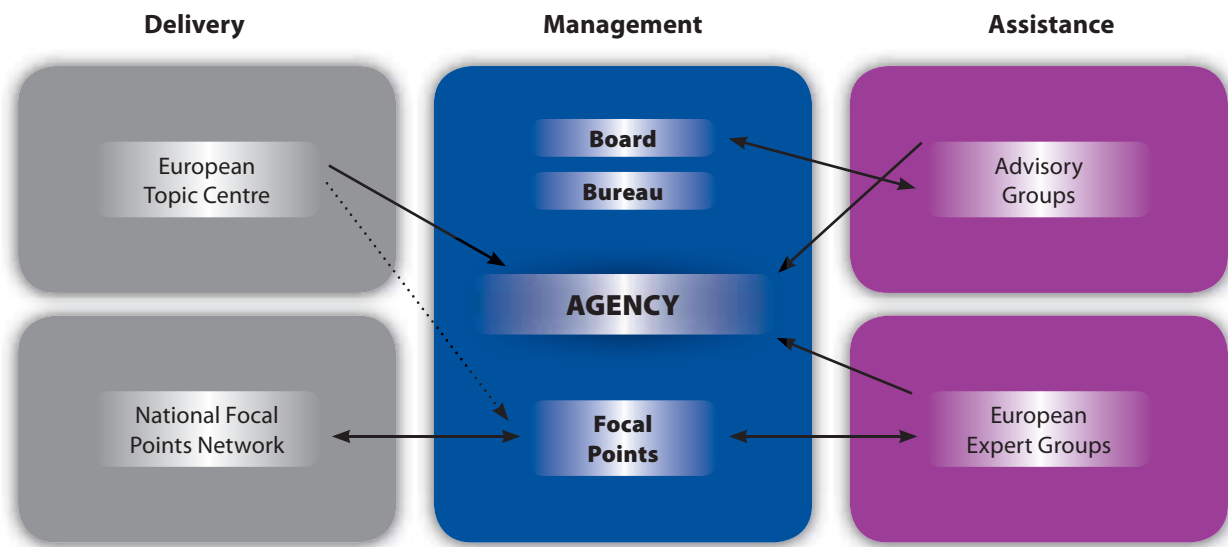 Delivery
Management
Assistance
European
Topic Centre
Board
Bureau
Advisory
Groups
AGENCY
National Focal
Points Network
Focal
Points
European
Expert Groups